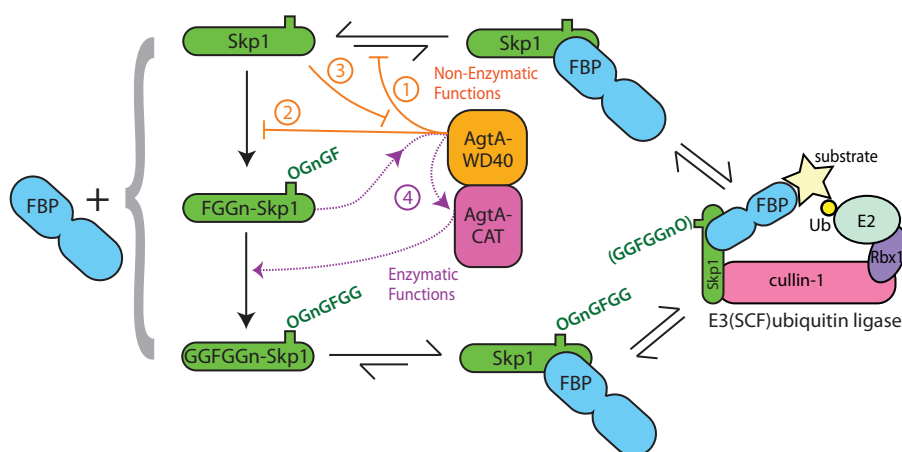 Skp1
Skp1
FBP
3
1
Non-Enzymatic
Functions
2
AgtA-
WD40
OGnGF
substrate
FBP
+
FGGn-Skp1
4
AgtA-
CAT
FBP
Ub
E2
(GGFGGnO)
Rbx1
Skp1
cullin-1
Enzymatic
Functions
E3(SCF)ubiquitin ligase
OGnGFGG
OGnGFGG
GGFGGn-Skp1
Skp1
FBP